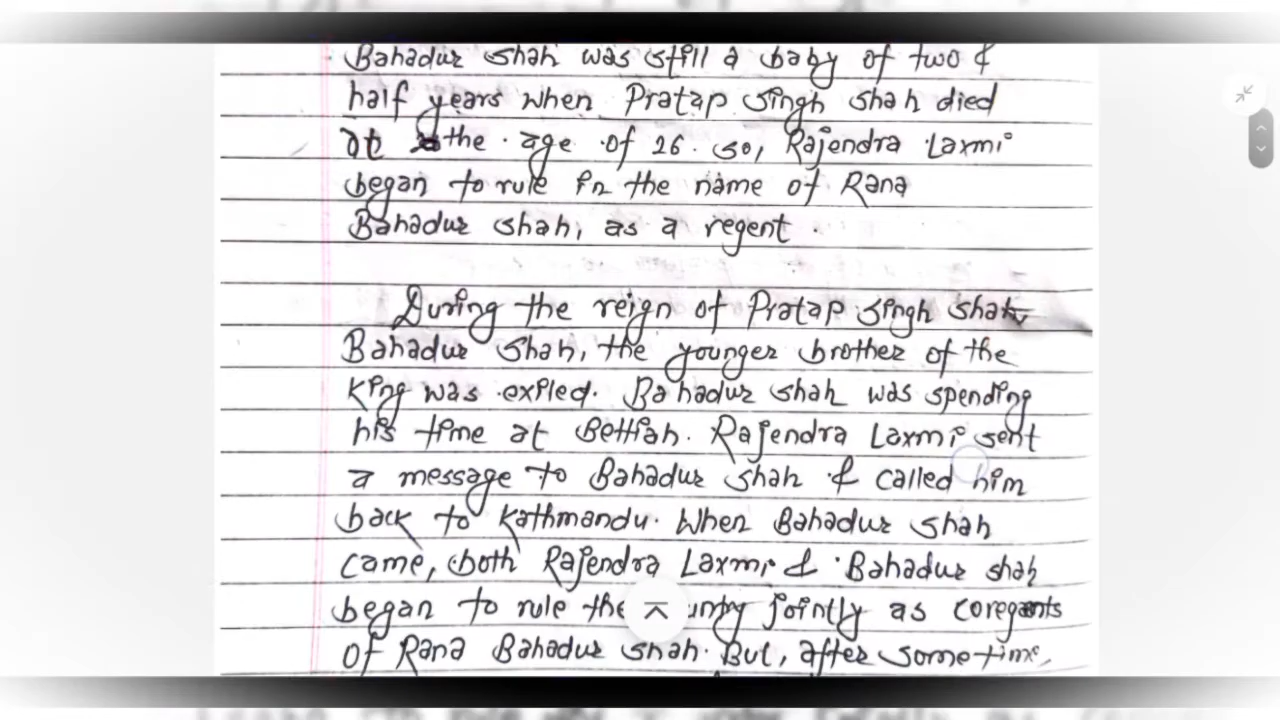 Bahadur Shah was still a baby of two &
half years when Pratap Singh Shah died
at the age of 26. so, Rajendra Laxmi
began to rule in the name of Rana
Bahadur Shah, as a regent.
During the reign of Pratap Singh Shah
Bahadur Shah, the younger brother of the
King was expiled. Bahadur Shah was spending
his time at Bettiah. Rajendra Laxmi sent
a message to Bahadur Shah & called him
back to Kathmandu. When Bahadur Shah
came, both Rajendra Laxmi & Bahadur Shah
began to rule the untry jointly as coregents
of Rana Bahadur Shah. But, after sometime,